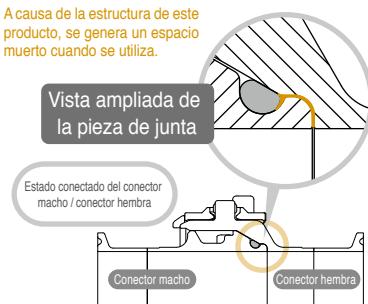 A causa de la estructura de este
producto, se genera un espacio
muerto cuando se utiliza.
Vista ampliada de
la pieza de junta
Estado conectado del conector
macho / conector hembra
Conector macho
Conector hembra